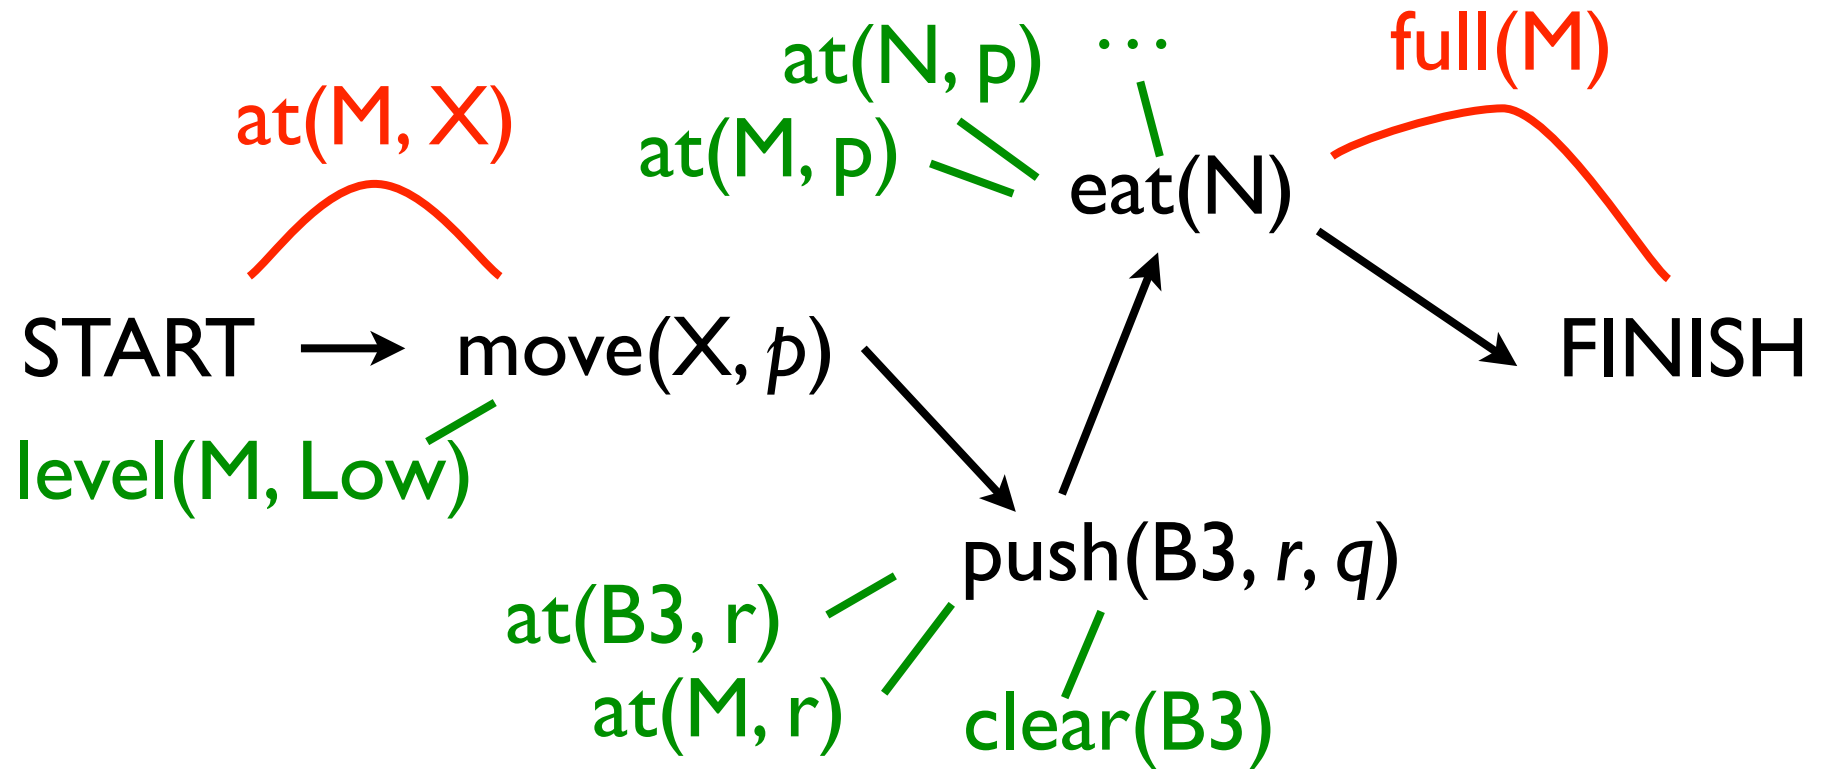 at(N, p) ...
full(M)
at(M, X)
at(M, p)
eat(N)
START
move(X, p)
FINISH
level(M, Low)
push(B3, r, q)
at(B3, r)
at(M, r)
clear(B3)